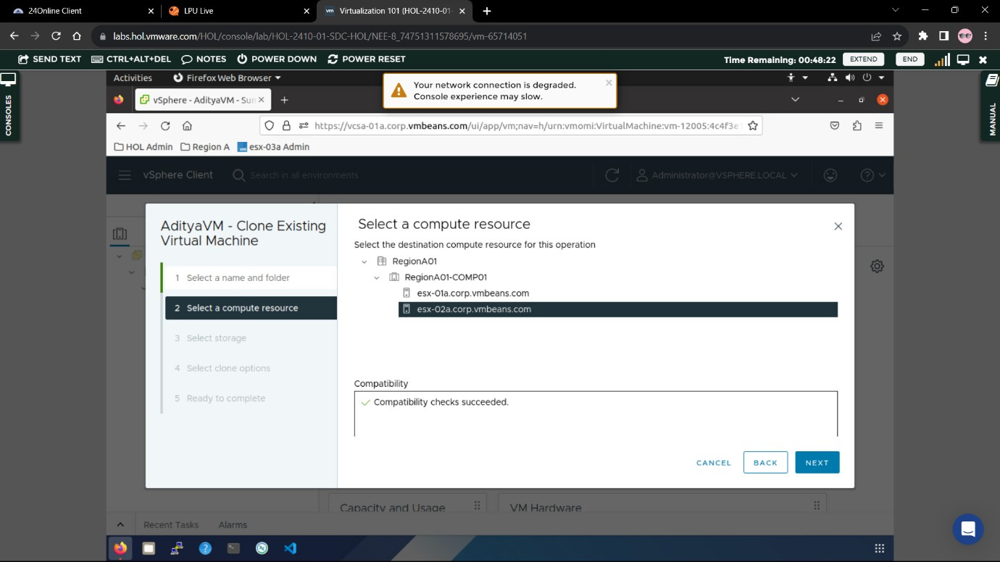 24Online Client
LPU Live
vm Virtualization 101 (HOL-2410-01-
labs.hol.vmware.com/HOL/console/lab/HOL-2410-01-SDC-HOL/NEE-8_74751311578695/vm-65714051
SEND TEXT CTRL+ALT+DEL NOTES POWER DOWN POWER RESET Time Remaining: 00:48:22 EXTEND END
CONSOLES
MANUAL
Activities Firefox Web Browser
Your network connection is degraded.
Console experience may slow.
vSphere - AdityaVM - Sum
https://vcsa-01a.corp.vmbeans.com/ui/app/vm;nav=h/urn:vmomi:VirtualMachine:vm-12005:4c4f3e1
HOL Admin Region A vm esx-03a Admin
vSphere Client Search in all environments Administrator@VSPHERE.LOCAL
AdityaVM - Clone Existing
Virtual Machine
1 Select a name and folder
2 Select a compute resource
3 Select storage
4 Select clone options
5 Ready to complete
Select a compute resource
Select the destination compute resource for this operation
RegionA01
RegionA01-COMP01
esx-01a.corp.vmbeans.com
esx-02a.corp.vmbeans.com
Compatibility
Compatibility checks succeeded.
CANCEL BACK NEXT
Capacity and Usage VM Hardware
Recent Tasks Alarms